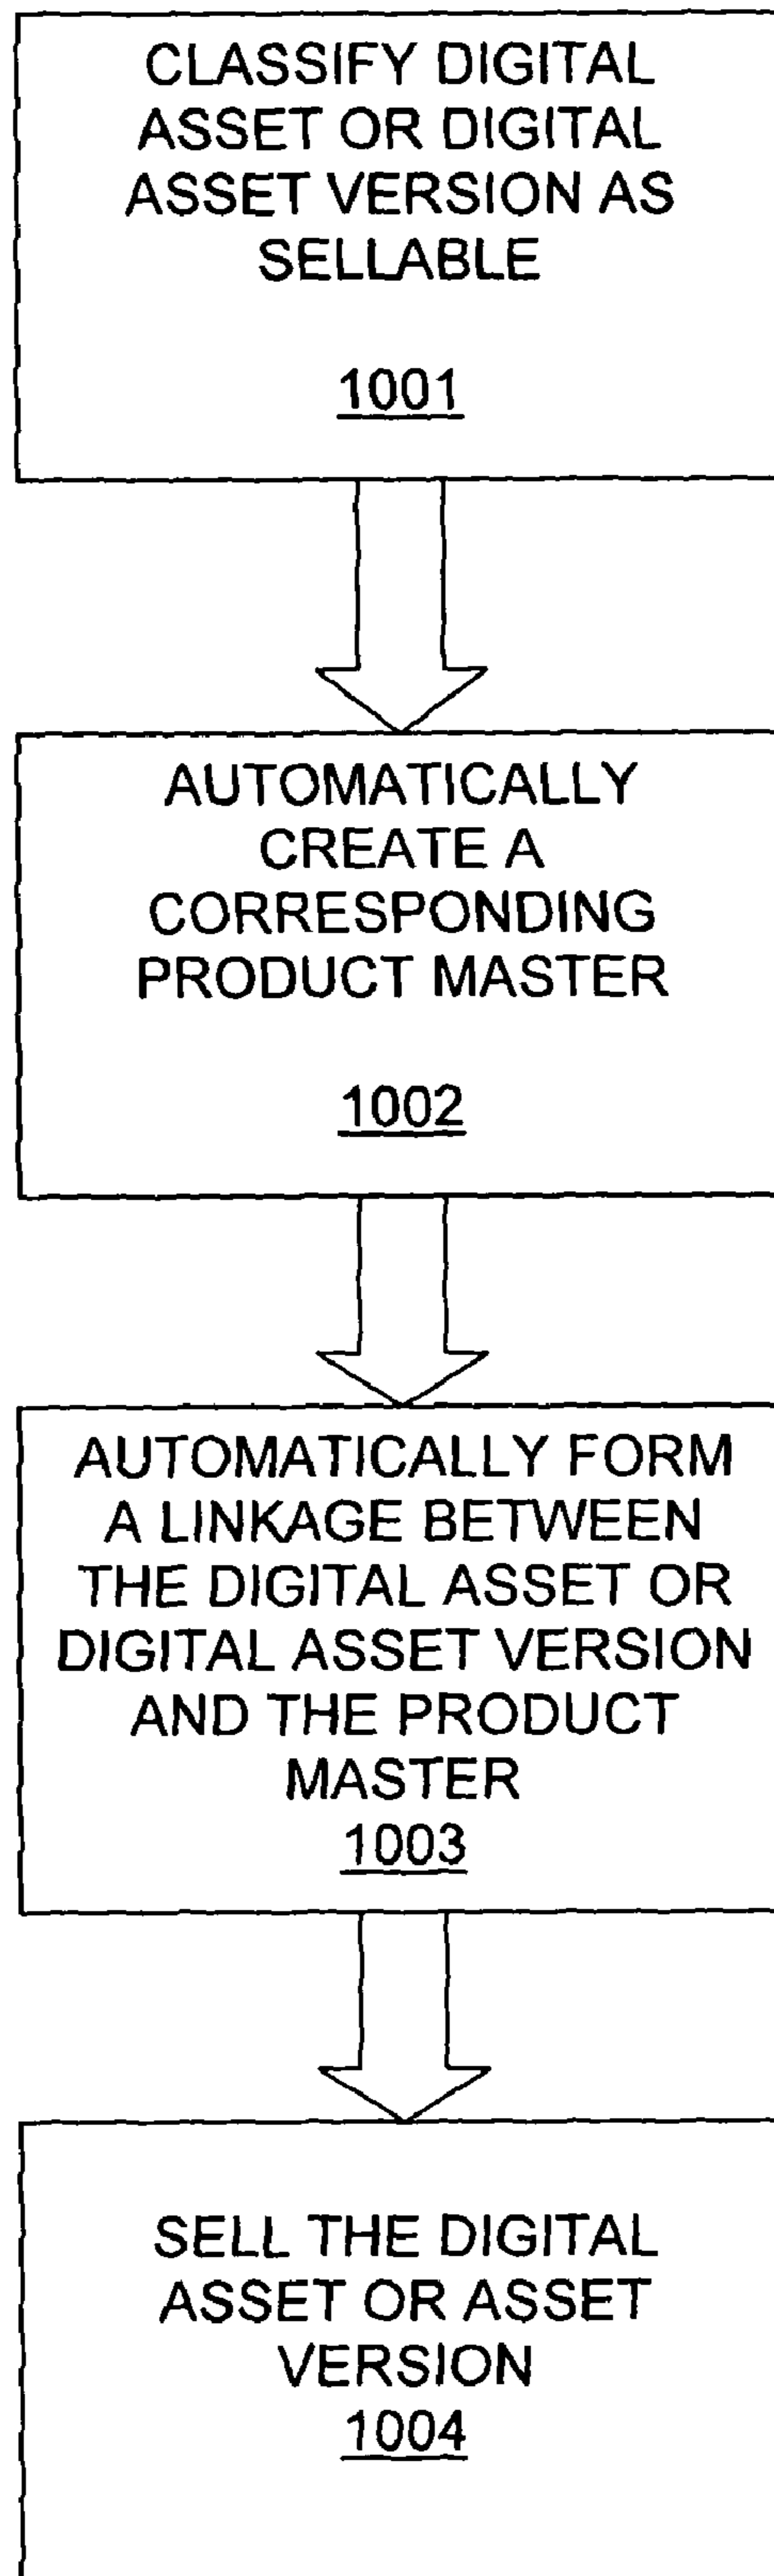 CLASSIFY DIGITAL
ASSET OR DIGITAL
ASSET VERSION AS
SELLABLE
1001
AUTOMATICALLY
CREATE A
CORRESPONDING
PRODUCT MASTER
1002
AUTOMATICALLY FORM
A LINKAGE BETWEEN
THE DIGITAL ASSET OR
DIGITAL ASSET VERSION
AND THE PRODUCT
MASTER
1003
SELL THE DIGITAL
ASSET OR ASSET
VERSION
1004